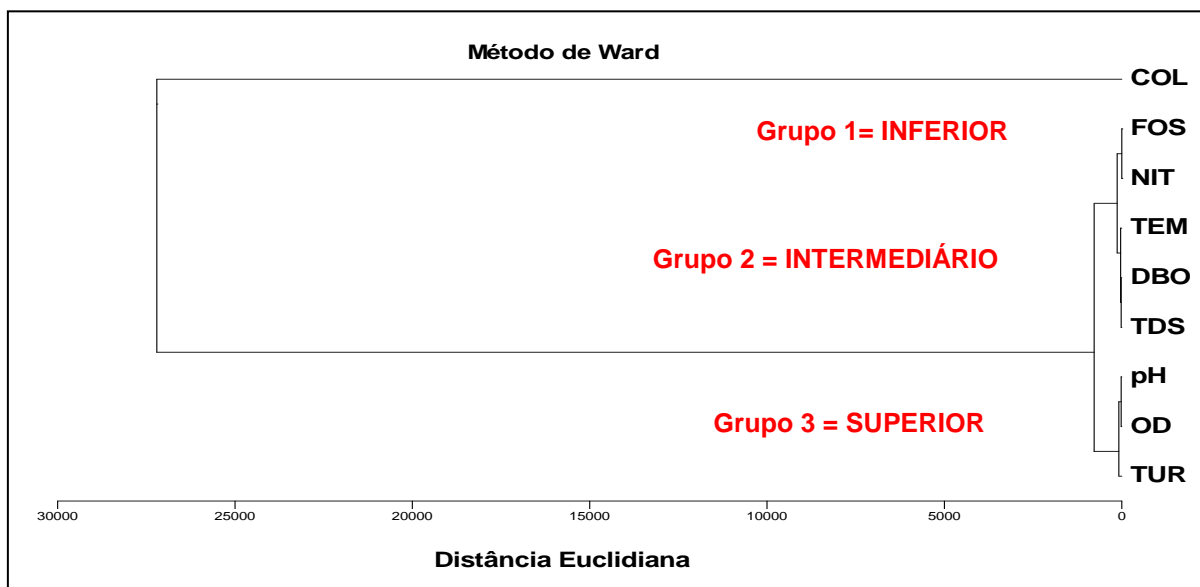 Método de Ward
COL
Grupo 1= INFERIOR
FOS
NIT
TEM
Grupo 2 = INTERMEDIÁRIO
DBO
TDS
pH
Grupo 3 = SUPERIOR
OD
TUR
30000 25000 20000 15000 10000 5000 0
Distância Euclidiana